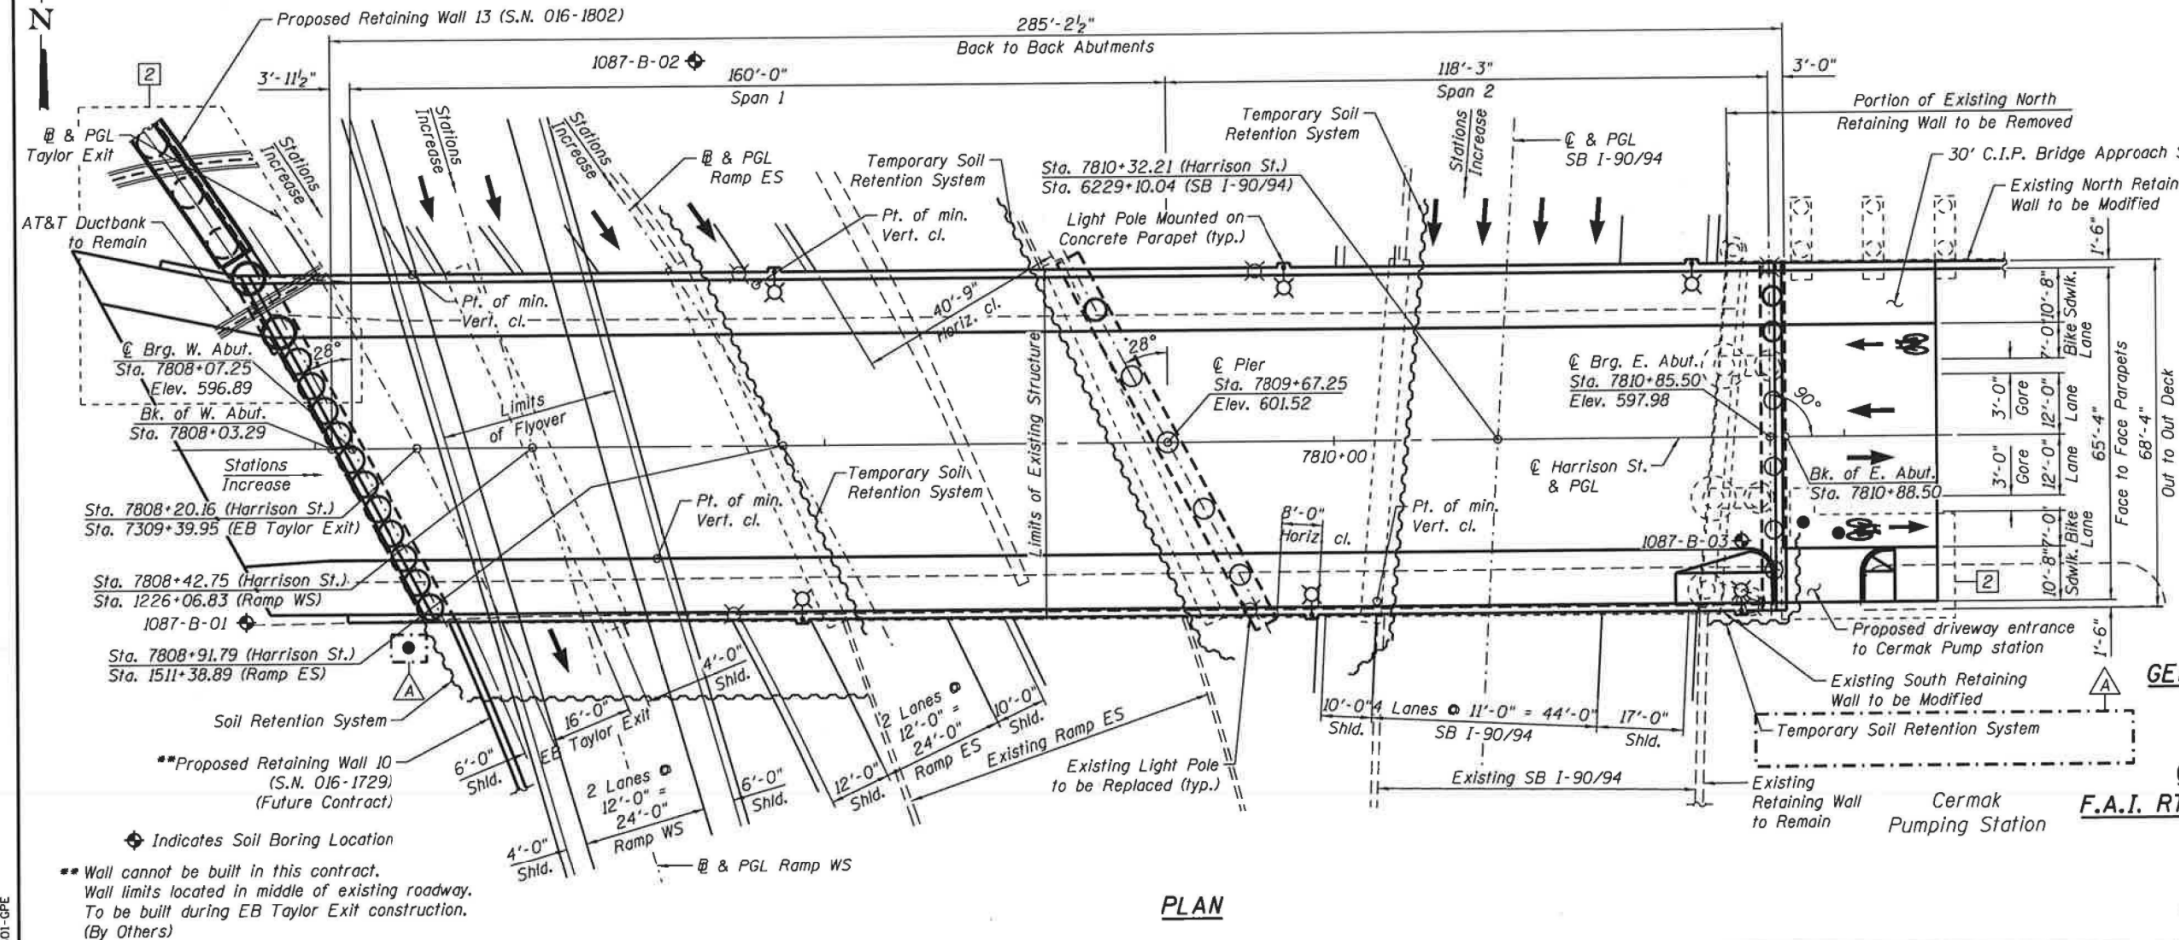 N
Proposed Retaining Wall 13 (S.N. 016-1802)
285'-2½"
Back to Back Abutments
1087-B-02
3'-11½"
160'-0"
Span 1
118'-3"
Span 2
3'-0"
2
℄ & PGL
Taylor Exit
Stations
Increase
Stations
Increase
Stations
Increase
Stations
Increase
AT&T Ductbank
to Remain
& PGL
Ramp ES
Temporary Soil
Retention System
Pt. of min.
Vert. cl.
Temporary Soil
Retention System
Sta. 7810+32.21 (Harrison St.)
Sta. 6229+10.04 (SB I-90/94)
Light Pole Mounted on
Concrete Parapet (typ.)
℄ & PGL
SB I-90/94
Portion of Existing North
Retaining Wall to be Removed
30' C.I.P. Bridge Approach
Existing North Retain
Wall to be Modified
1'-6"
Pt. of min.
Vert. cl.
40'-9"
Horiz. cl.
28°
28°
℄ Brg. W. Abut.
Sta. 7808+07.25
Elev. 596.89
Bk. of W. Abut.
Sta. 7808+03.29
Limits
of Flyover
Limits of Existing Structure
℄ Pier
Sta. 7809+67.25
Elev. 601.52
℄ Brg. E. Abut.
Sta. 7810+85.50
Elev. 597.98
90°
10'-8"
Sdwlk.
7'-0"
Bike
Lane
3'-0"
Gore
12'-0"
Lane
3'-0"
Gore
12'-0"
Lane
7'-0"
Bike
Lane
10'-8"
Sdwlk.
65'-4"
Face to Face Parapets
68'-4"
Out to Out Deck
Stations
Increase
7810+00
℄ Harrison St.
& PGL
Bk. of E. Abut.
Sta. 7810+88.50
Temporary Soil
Retention System
Sta. 7808+20.16 (Harrison St.)
Sta. 7309+39.95 (EB Taylor Exit)
Pt. of min.
Vert. cl.
8'-0"
Horiz. cl.
Pt. of min.
Vert. cl.
1087-B-03
2
Sta. 7808+42.75 (Harrison St.)
Sta. 1226+06.83 (Ramp WS)
1087-B-01
Sta. 7808+91.79 (Harrison St.)
Sta. 1511+38.89 (Ramp ES)
A
Proposed driveway entrance
to Cermak Pump station
1'-6"
Existing South Retaining
Wall to be Modified
A
GE
Temporary Soil Retention System
Soil Retention System
**Proposed Retaining Wall 10
(S.N. 016-1729)
(Future Contract)
6'-0"
Shld.
16'-0"
EB Taylor Exit
4'-0"
Shld.
2 Lanes @
12'-0" =
24'-0"
Ramp WS
6'-0"
Shld.
12'-0"
Shld.
2 Lanes @
12'-0" =
24'-0"
Ramp ES
10'-0"
Shld.
Existing Ramp ES
Existing Light Pole
to be Replaced (typ.)
10'-0"
Shld.
4 Lanes @ 11'-0" = 44'-0"
SB I-90/94
17'-0"
Shld.
Existing SB I-90/94
Existing
Retaining Wall
to Remain
Cermak
Pumping Station
F.A.I. RT
4'-0"
Shld.
& PGL Ramp WS
Indicates Soil Boring Location
** Wall cannot be built in this contract.
Wall limits located in middle of existing roadway.
To be built during EB Taylor Exit construction.
(By Others)
PLAN
01-GPE